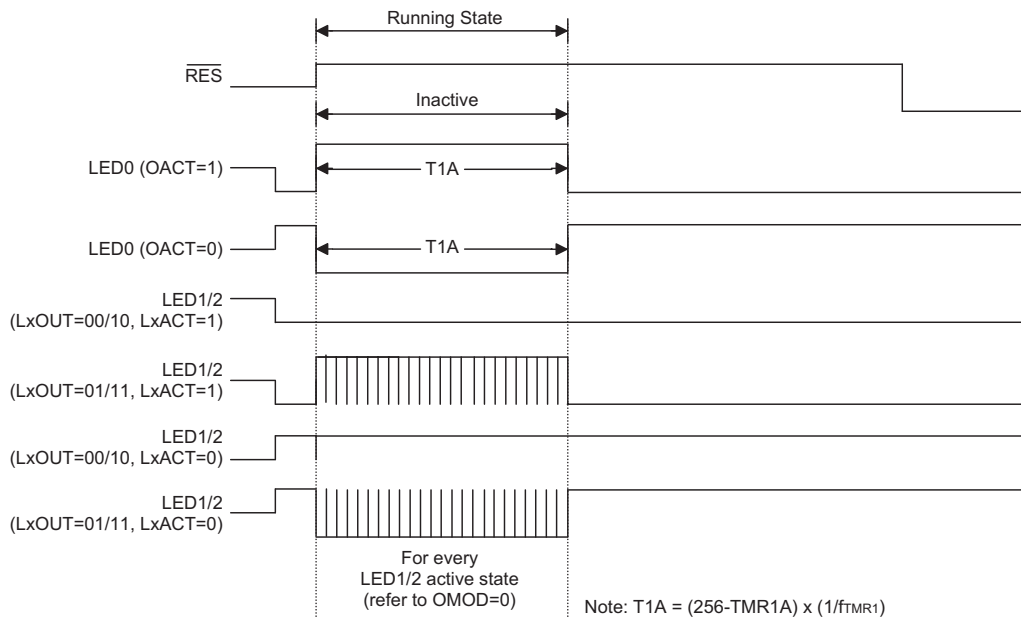 Running State
RES
Inactive
LED0 (OACT=1)
T1A
LED0 (OACT=0)
T1A
LED1/2
(LxOUT=00/10, LxACT=1)
LED1/2
(LxOUT=01/11, LxACT=1)
LED1/2
(LxOUT=00/10, LxACT=0)
LED1/2
(LxOUT=01/11, LxACT=0)
For every
LED1/2 active state
(refer to OMOD=0)
Note: T1A = (256-TMR1A) x (1/fTMR1)